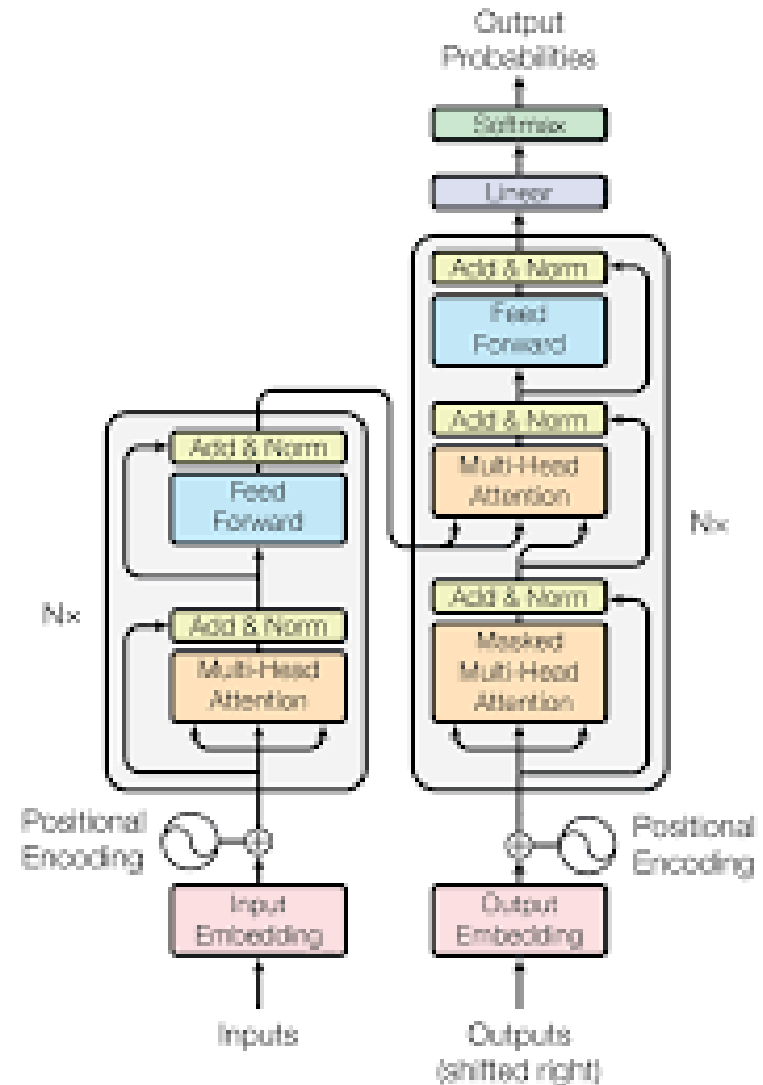 Output
Probabilities
Softmax
Linear
Add & Norm
Feed
Forward
Add & Norm
Multi-Head
Attention
Nx
Add & Norm
Masked
Multi-Head
Attention
Add & Norm
Feed
Forward
Nx
Add & Norm
Multi-Head
Attention
Positional
Encoding
Positional
Encoding
Input
Embedding
Output
Embedding
Inputs
Outputs
(shifted right)